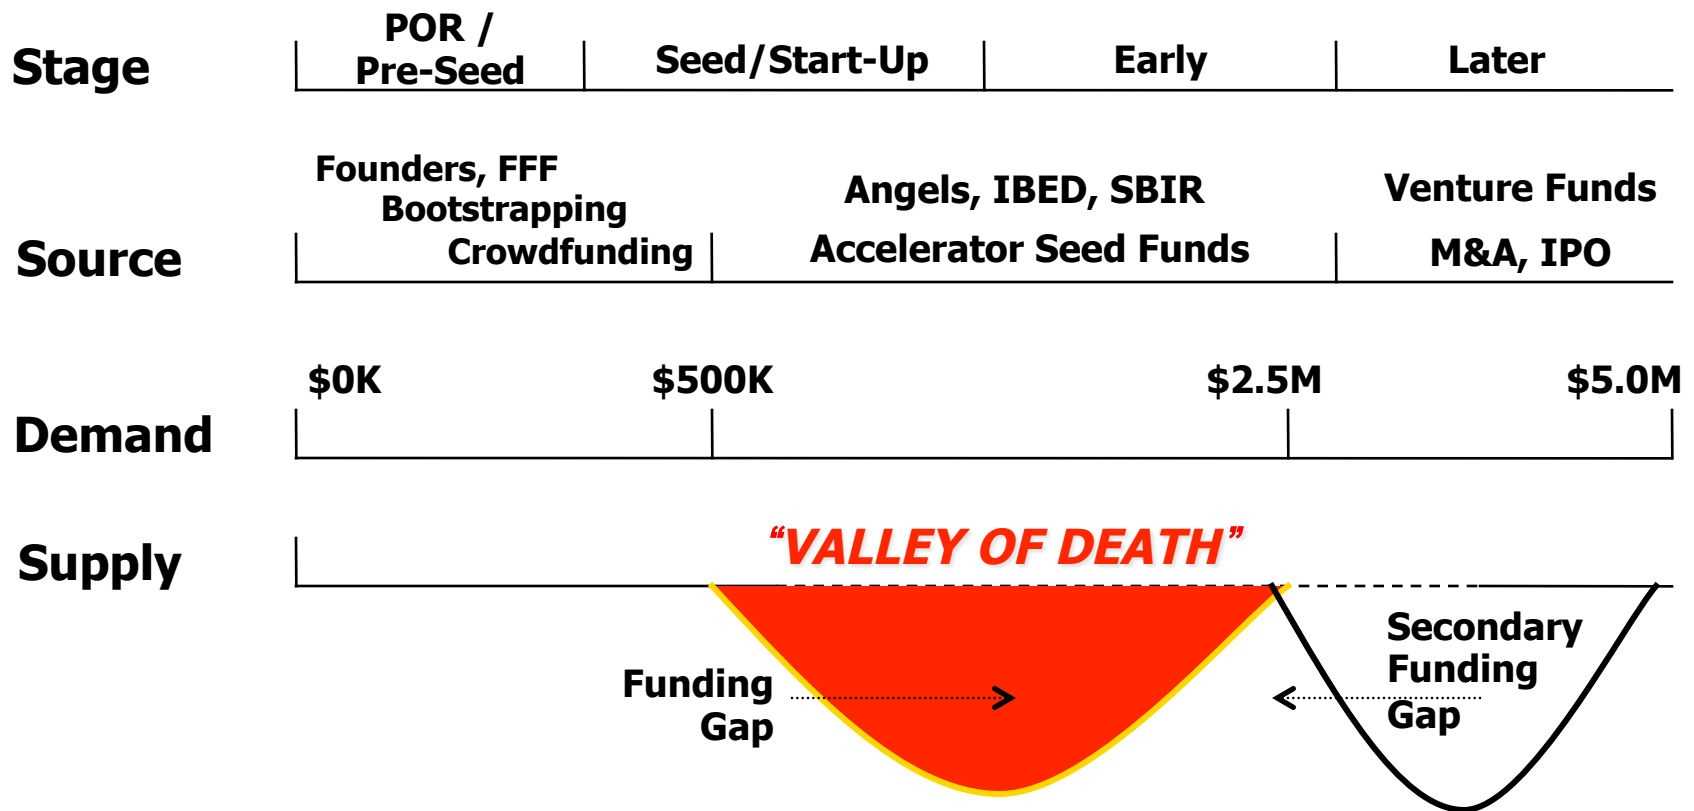 Stage
POR /
Pre-Seed
Seed/Start-Up
Early
Later
Source
Founders, FFF
Bootstrapping
Crowdfunding
Angels, IBED, SBIR
Accelerator Seed Funds
Venture Funds
M&A, IPO
Demand
$0K
$500K
$2.5M
$5.0M
Supply
“VALLEY OF DEATH”
Funding
Gap
Secondary
Funding
Gap